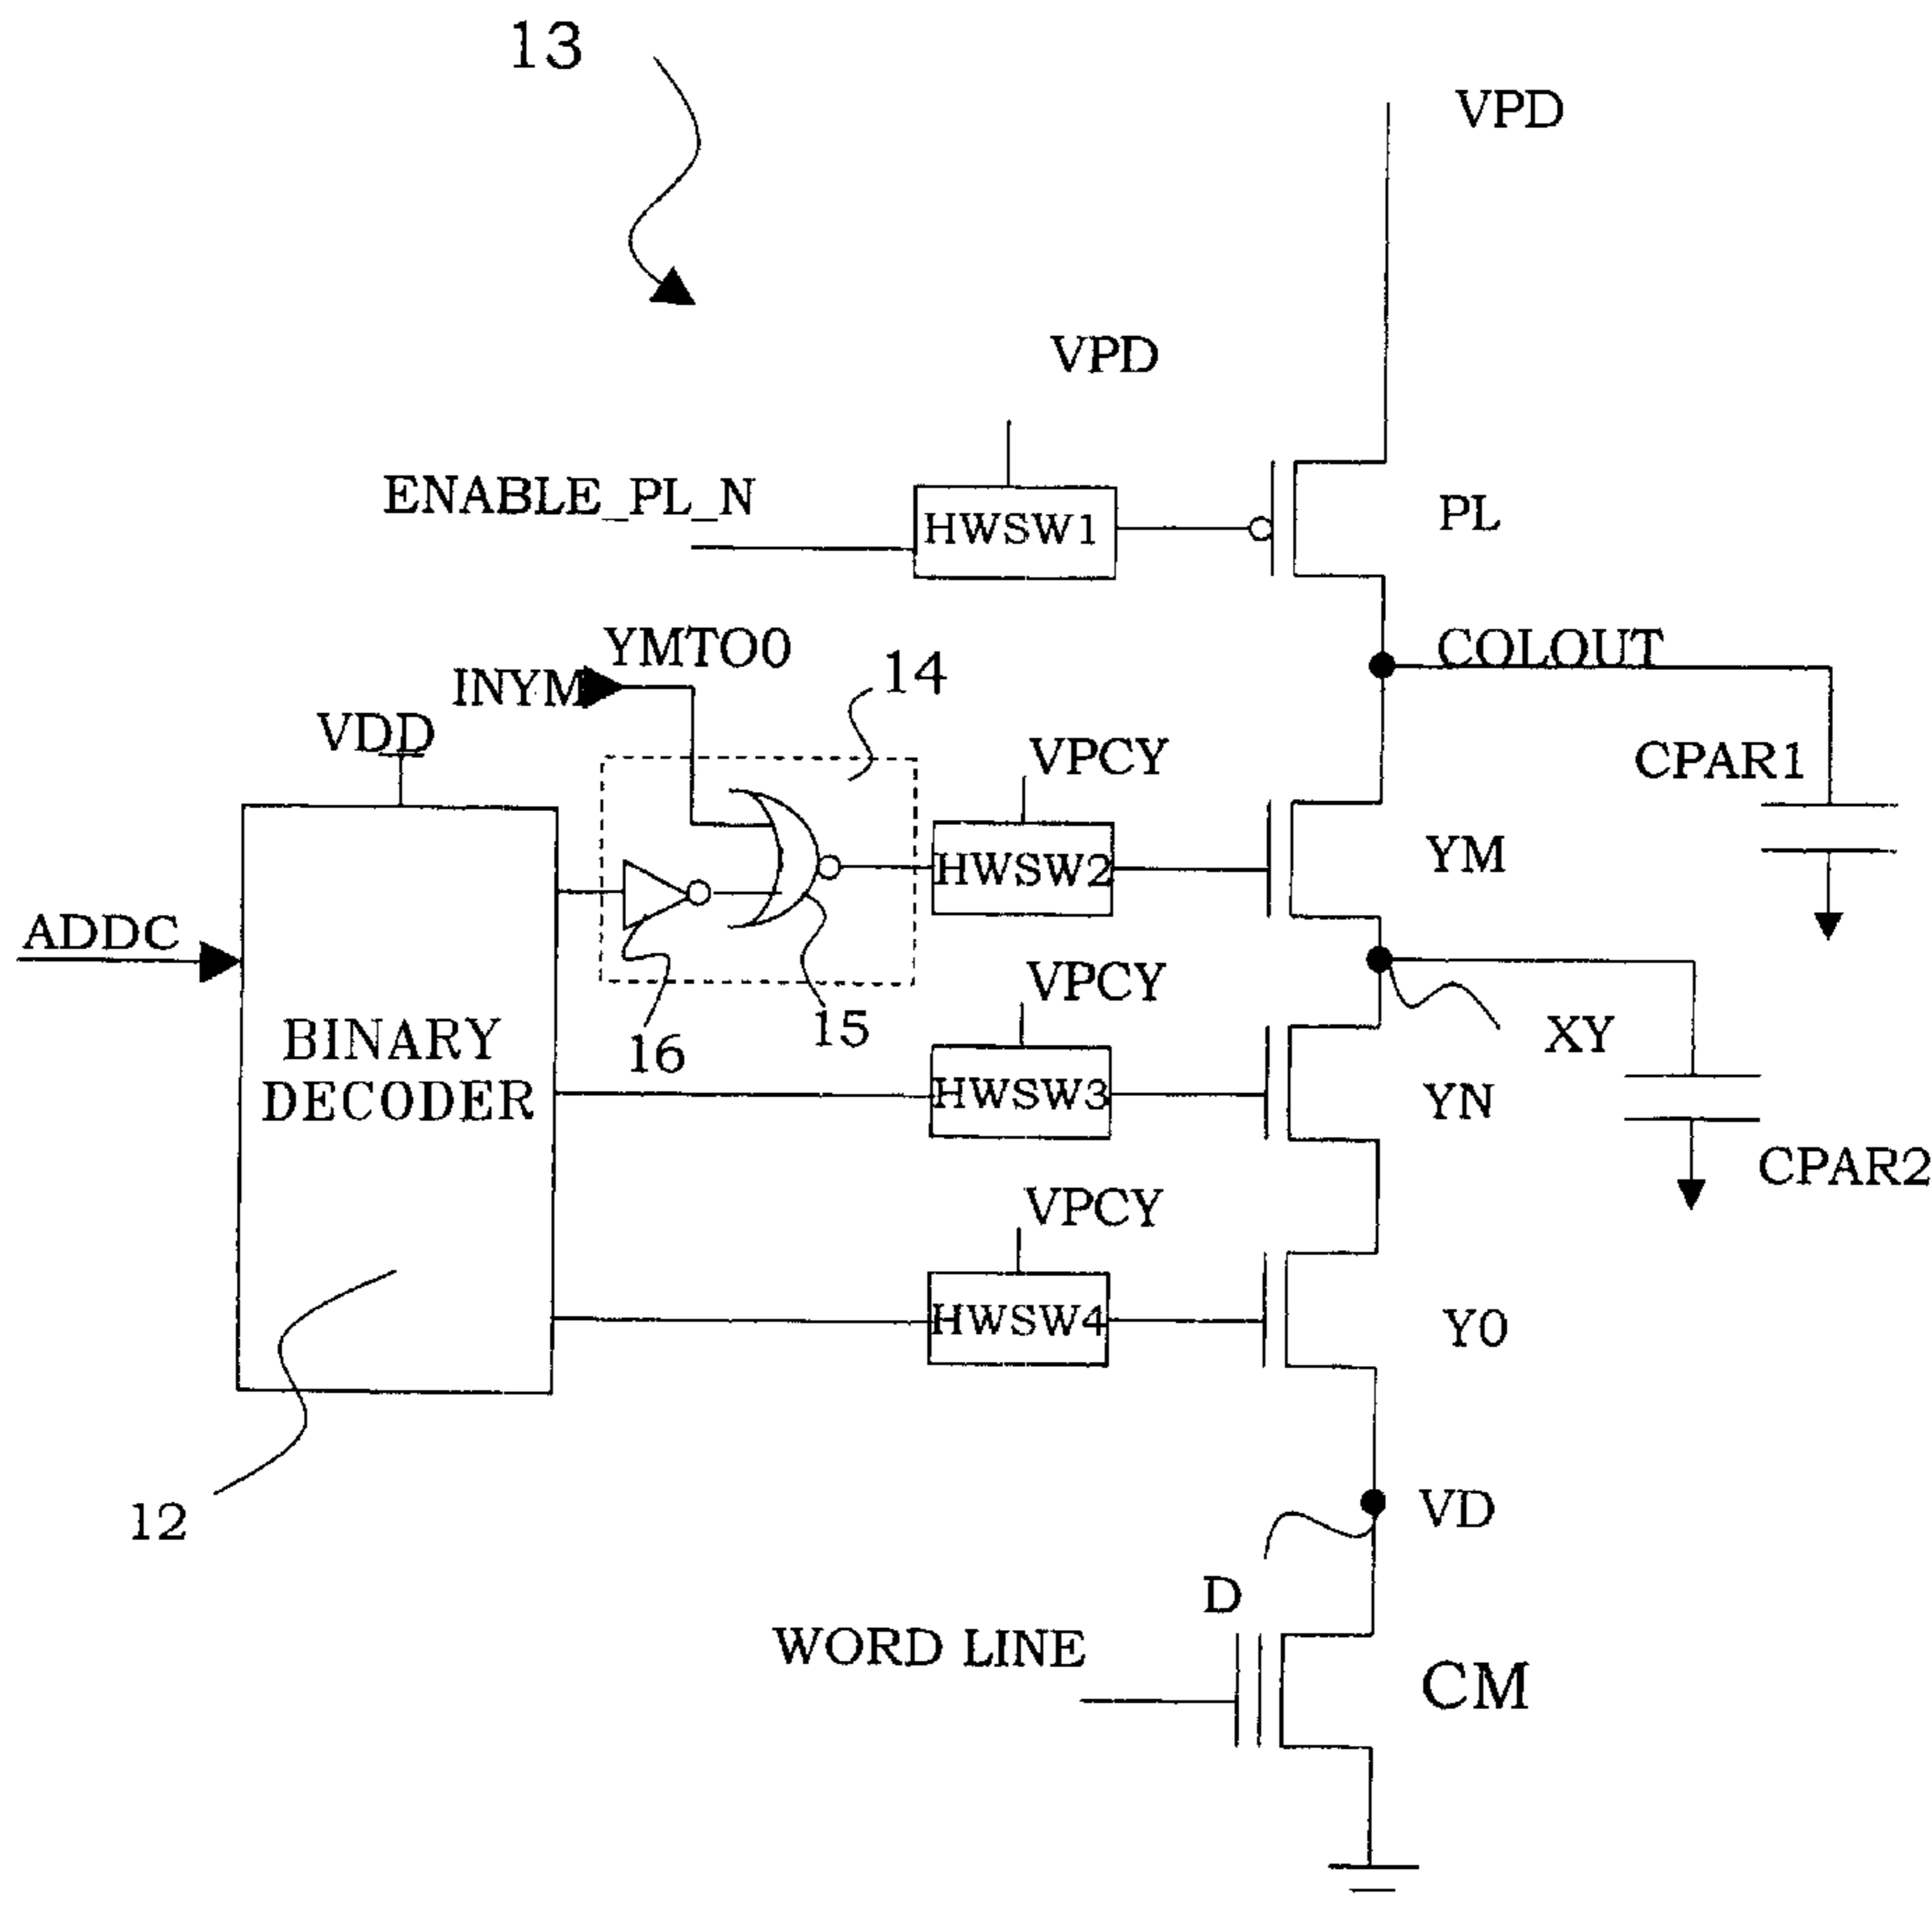 13
VPD
VPD
ENABLE_PL_N
HWSW1
PL
YMTO0
INYM
14
COLOUT
VDD
VPCY
CPAR1
HWSW2
YM
ADDC
VPCY
15
16
XY
BINARY
DECODER
HWSW3
YN
CPAR2
VPCY
HWSW4
Y0
12
VD
D
WORD LINE
CM